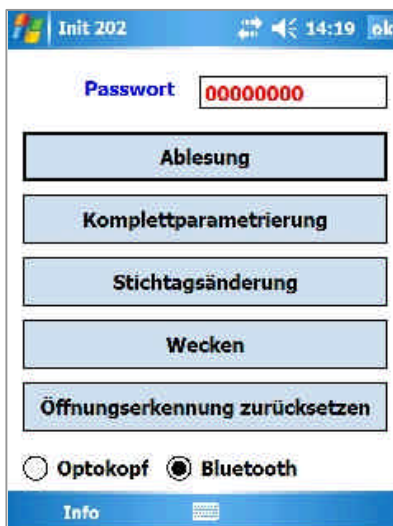 Init 202 14:19 ok
Passwort 00000000
Ablesung
Komplettparametrierung
Stichtagsänderung
Wecken
Öffnungserkennung zurücksetzen
Optokopf Bluetooth
Info